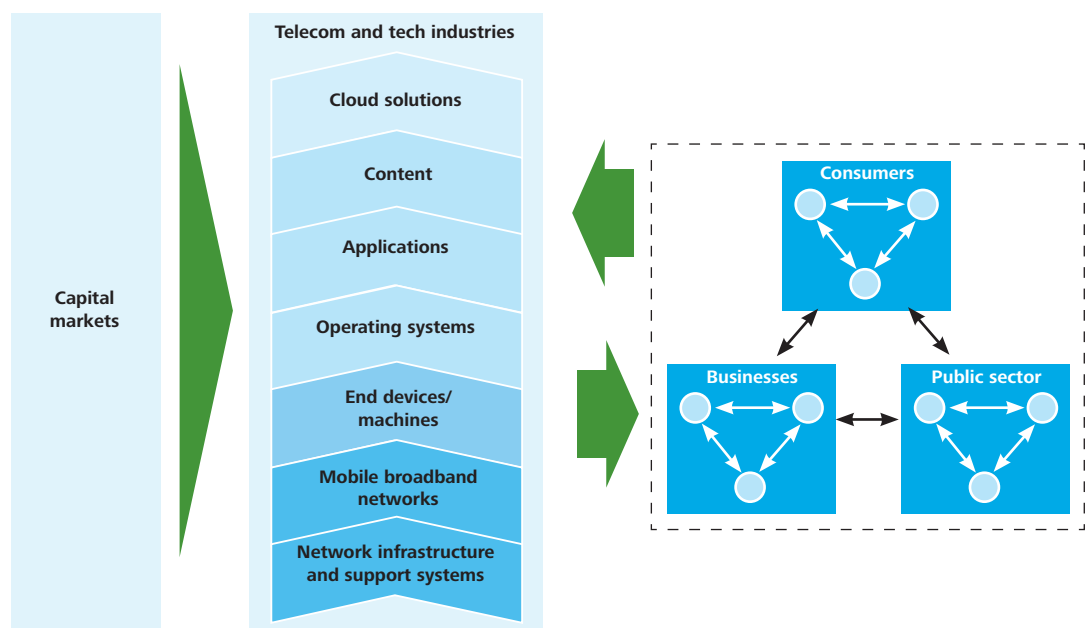 Capital
markets
Telecom and tech industries
Cloud solutions
Content
Applications
Operating systems
End devices/
machines
Mobile broadband
networks
Network infrastructure
and support systems
Consumers
Businesses
Public sector